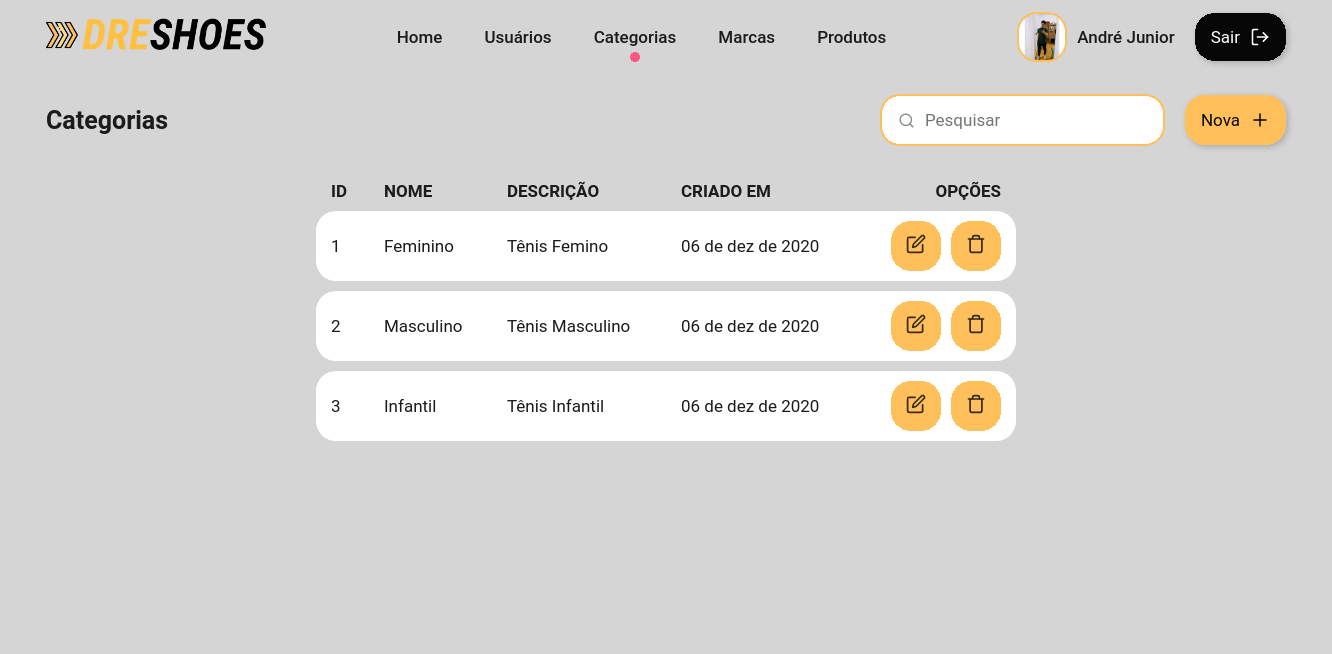 DRESHOES Home Usuários Categorias Marcas Produtos André Junior Sair
Categorias Pesquisar Nova
ID NOME DESCRIÇÃO CRIADO EM OPÇÕES
1 Feminino Tênis Femino 06 de dez de 2020
2 Masculino Tênis Masculino 06 de dez de 2020
3 Infantil Tênis Infantil 06 de dez de 2020